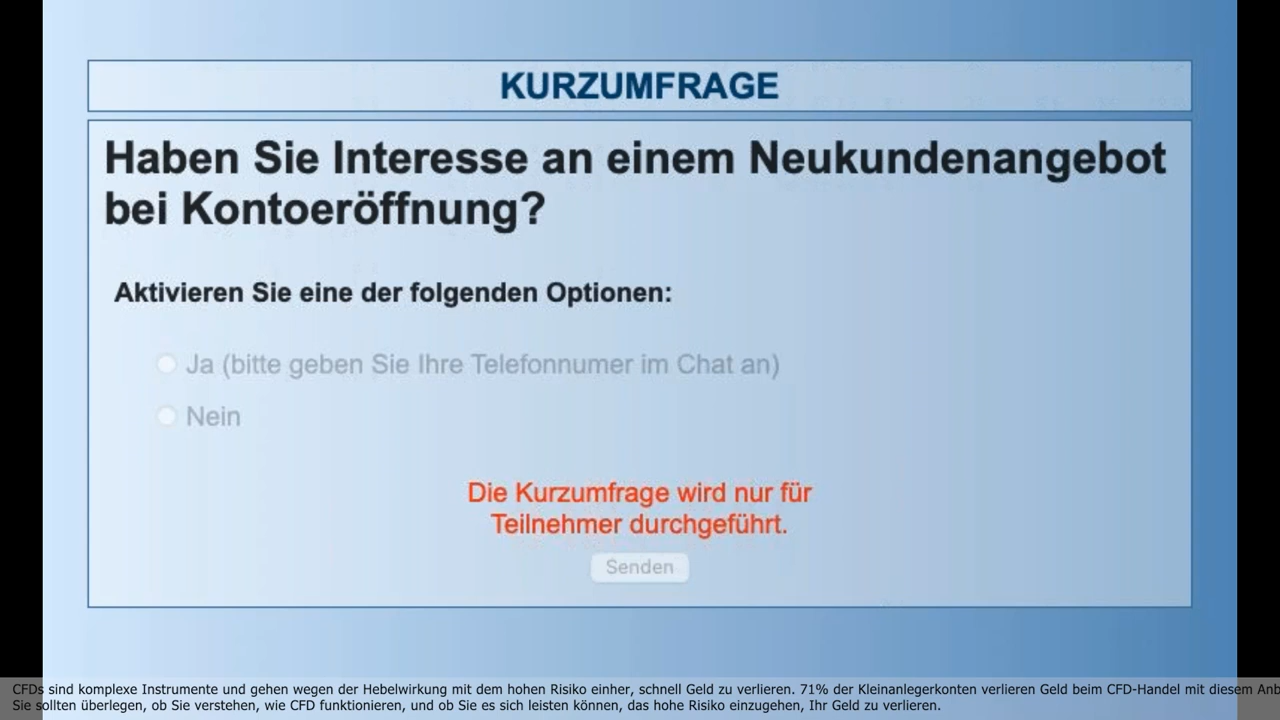 KURZUMFRAGE
Haben Sie Interesse an einem Neukundenangebot
bei Kontoeröffnung?
Aktivieren Sie eine der folgenden Optionen:
Ja (bitte geben Sie Ihre Telefonnumer im Chat an)
Nein
Die Kurzumfrage wird nur für
Teilnehmer durchgeführt.
Senden
CFDs sind komplexe Instrumente und gehen wegen der Hebelwirkung mit dem hohen Risiko einher, schnell Geld zu verlieren. 71% der Kleinanlegerkonten verlieren Geld beim CFD-Handel mit diesem Anb
Sie sollten überlegen, ob Sie verstehen, wie CFD funktionieren, und ob Sie es sich leisten können, das hohe Risiko einzugehen, Ihr Geld zu verlieren.